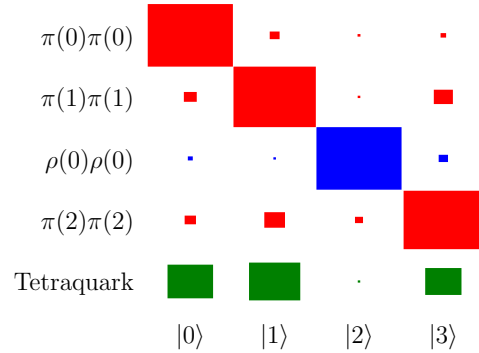 π(0)π(0)
π(1)π(1)
ρ(0)ρ(0)
π(2)π(2)
Tetraquark
|0⟩ |1⟩ |2⟩ |3⟩